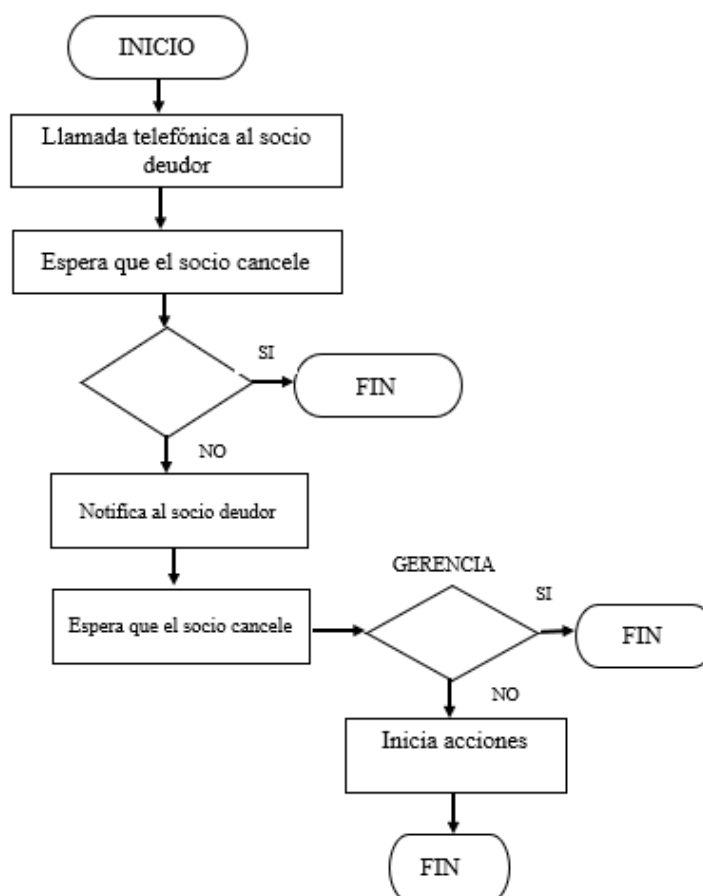 INICIO
Llamada telefónica al socio
deudor
Espera que el socio cancele
SI
FIN
NO
Notifica al socio deudor
GERENCIA
SI
Espera que el socio cancele
FIN
NO
Inicia acciones
FIN